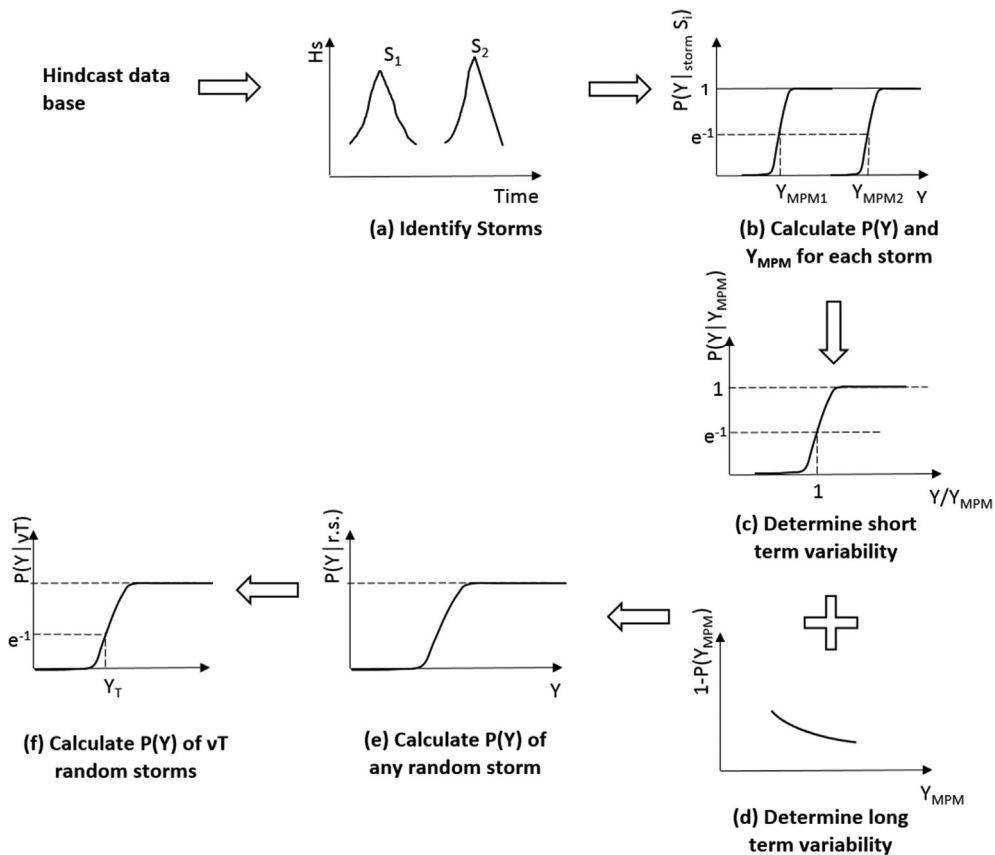 Hindcast data
base
Hs
S1
S2
Time
(a) Identify Storms
P(Y|storm Si)
1
e-1
YMPM1
YMPM2
Y
(b) Calculate P(Y) and
YMPM for each storm
P(Y|YMPM)
1
e-1
1
Y/YMPM
(c) Determine short
term variability
1-P(YMPM)
YMPM
(d) Determine long
term variability
P(Y|r.s.)
Y
(e) Calculate P(Y) of
any random storm
P(Y|vT)
e-1
YT
(f) Calculate P(Y) of vT
random storms